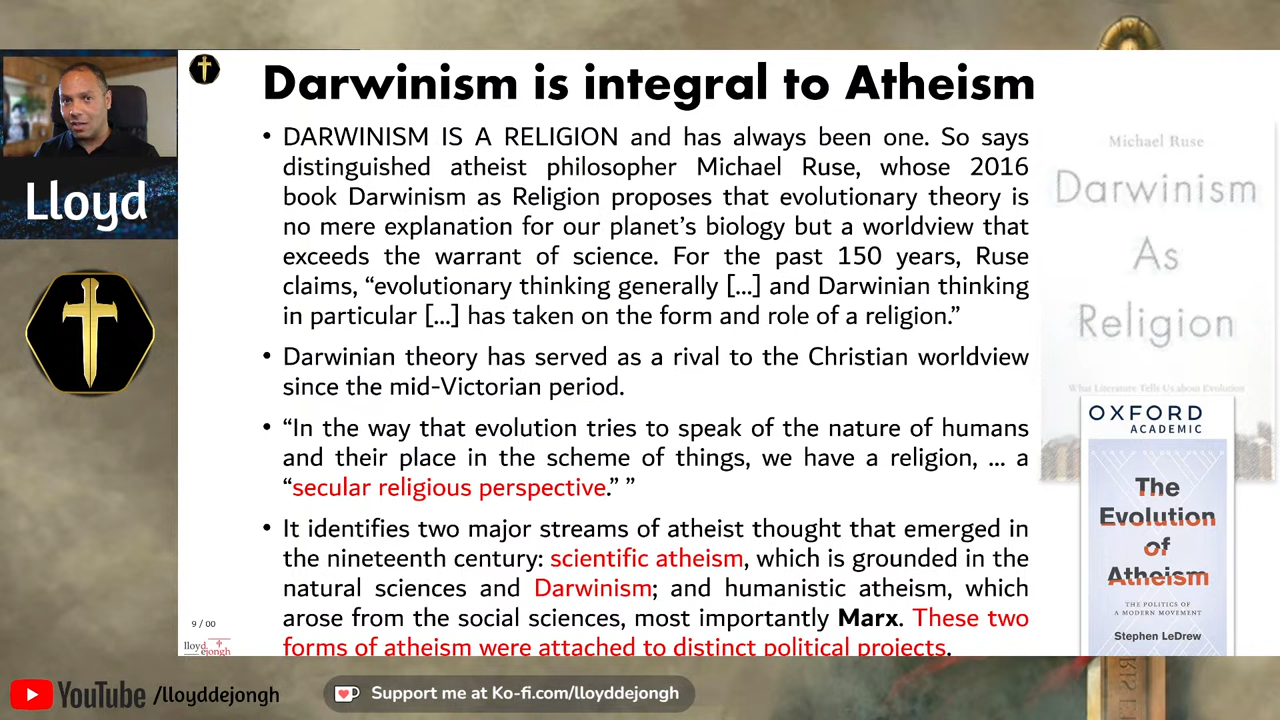 Darwinism is integral to Atheism
• DARWINISM IS A RELIGION and has always been one. So says
distinguished atheist philosopher Michael Ruse, whose 2016
book Darwinism as Religion proposes that evolutionary theory is
no mere explanation for our planet’s biology but a worldview that
exceeds the warrant of science. For the past 150 years, Ruse
claims, “evolutionary thinking generally [...] and Darwinian thinking
in particular [...] has taken on the form and role of a religion.”
• Darwinian theory has served as a rival to the Christian worldview
since the mid-Victorian period.
• “In the way that evolution tries to speak of the nature of humans
and their place in the scheme of things, we have a religion, ... a
“secular religious perspective.” ”
• It identifies two major streams of atheist thought that emerged in
the nineteenth century: scientific atheism, which is grounded in the
natural sciences and Darwinism; and humanistic atheism, which
arose from the social sciences, most importantly Marx. These two
forms of atheism were attached to distinct political projects.
Lloyd
Michael Ruse
Darwinism
As
Religion
What Literature Tells Us about Evolution
OXFORD
ACADEMIC
The
Evolution
of
Atheism
THE POLITICS OF
A MODERN MOVEMENT
Stephen LeDrew
9 / 00
lloyd
dejongh
YouTube /lloyddejongh
Support me at Ko-fi.com/lloyddejongh